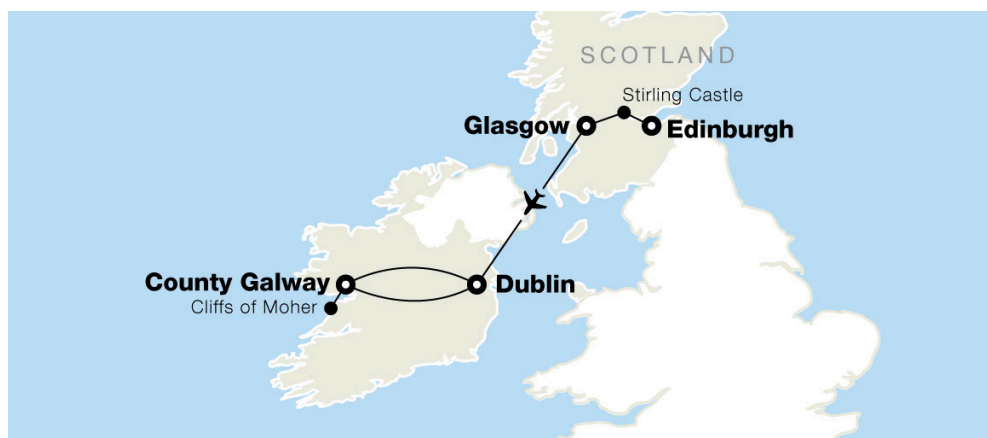 SCOTLAND
Stirling Castle
Glasgow
Edinburgh
County Galway
Dublin
Cliffs of Moher